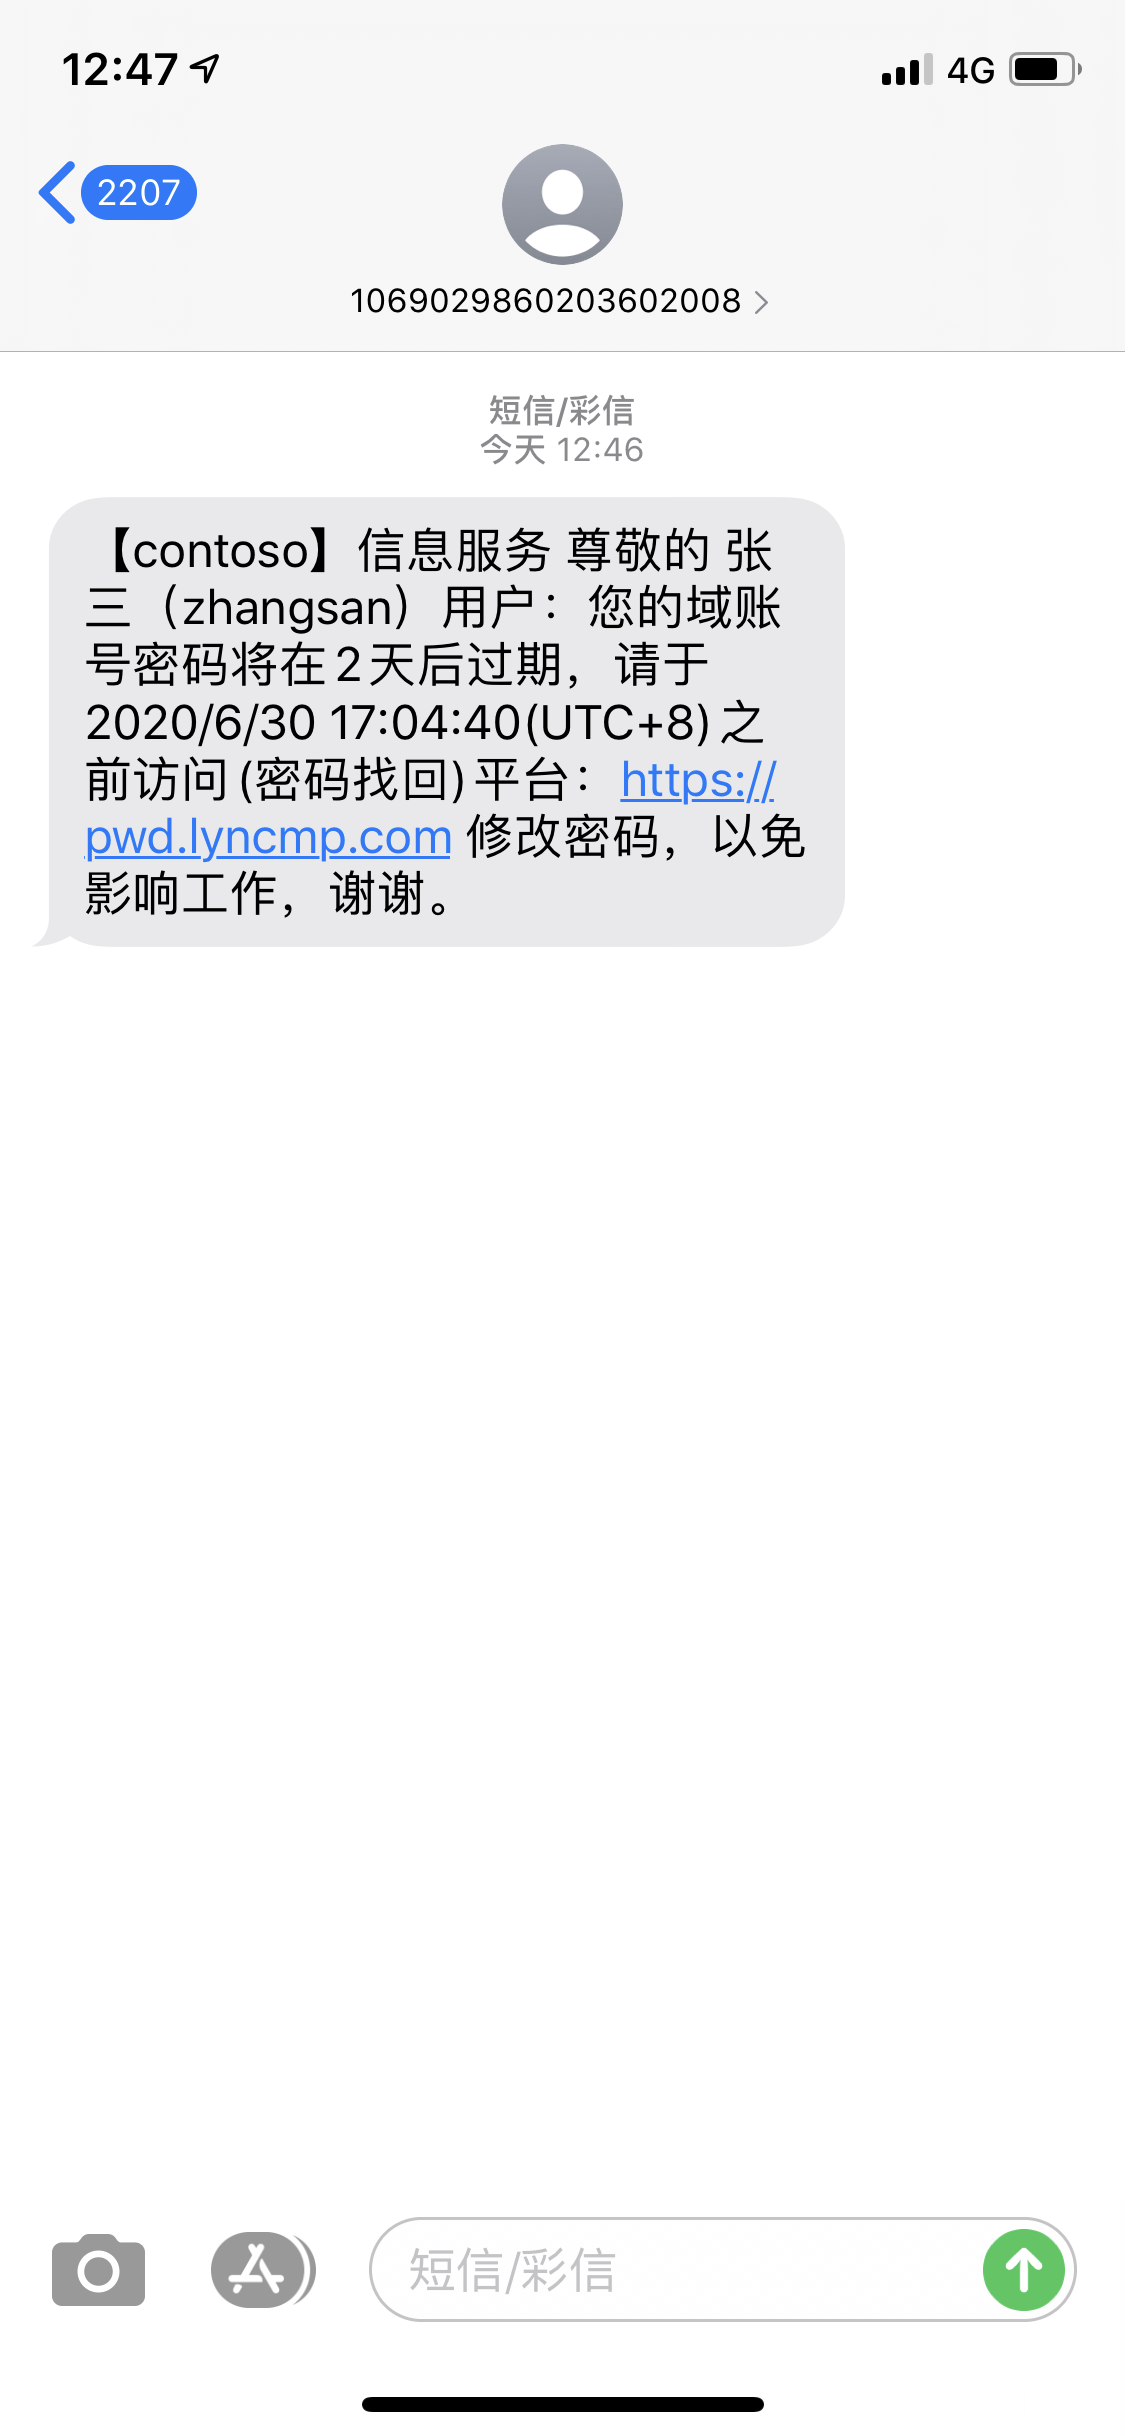 12:47
4G
2207
1069029860203602008
短信/彩信
今天 12:46
【contoso】信息服务 尊敬的 张
三（zhangsan）用户：您的域账
号密码将在2天后过期，请于
2020/6/30 17:04:40(UTC+8)之
前访问(密码找回)平台：https://
pwd.lyncmp.com 修改密码，以免
影响工作，谢谢。
短信/彩信